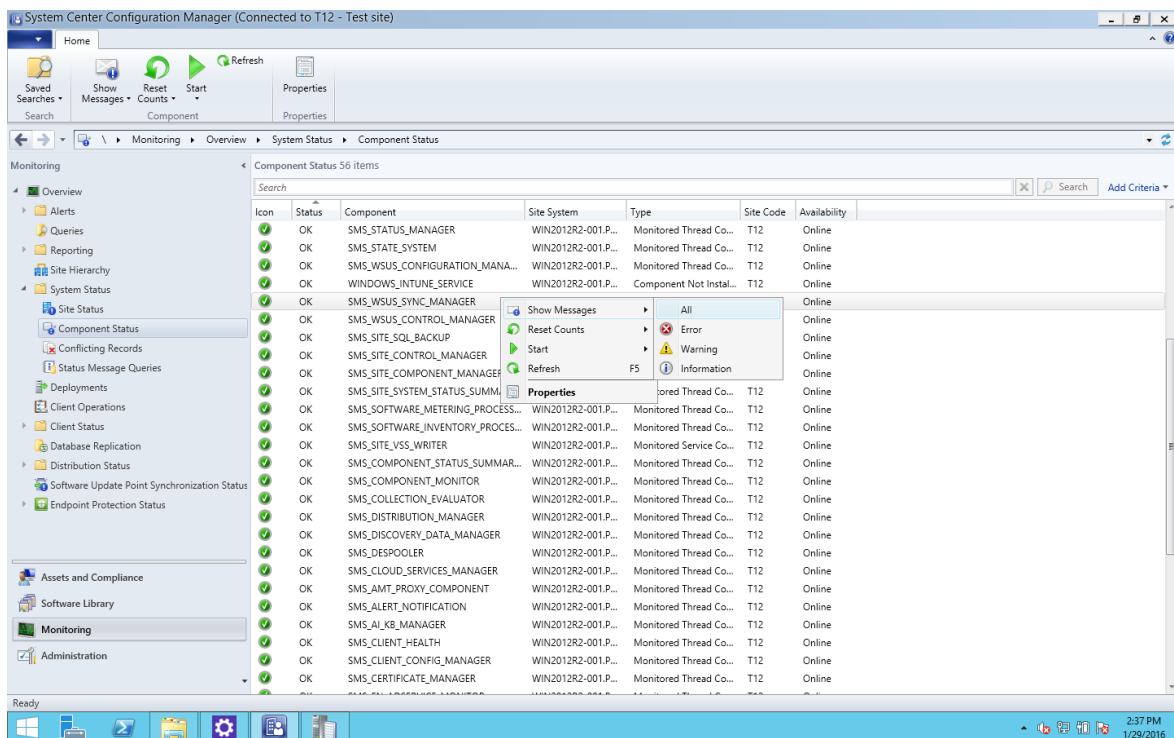 System Center Configuration Manager (Connected to T12 - Test site)
Home
Saved Searches
Show Messages
Reset Counts
Start
Refresh
Properties
Search
Component
Properties
\ Monitoring Overview System Status Component Status
Monitoring
Overview
Alerts
Queries
Reporting
Site Hierarchy
System Status
Site Status
Component Status
Conflicting Records
Status Message Queries
Deployments
Client Operations
Client Status
Database Replication
Distribution Status
Software Update Point Synchronization Status
Endpoint Protection Status
Assets and Compliance
Software Library
Monitoring
Administration
Component Status 56 items
Search
Search
Add Criteria
Icon Status Component Site System Type Site Code Availability
OK SMS_STATUS_MANAGER WIN2012R2-001.P... Monitored Thread Co... T12 Online
OK SMS_STATE_SYSTEM WIN2012R2-001.P... Monitored Thread Co... T12 Online
OK SMS_WSUS_CONFIGURATION_MANA... WIN2012R2-001.P... Monitored Thread Co... T12 Online
OK WINDOWS_INTUNE_SERVICE WIN2012R2-001.P... Component Not Instal... T12 Online
OK SMS_WSUS_SYNC_MANAGER Online
OK SMS_WSUS_CONTROL_MANAGER Online
OK SMS_SITE_SQL_BACKUP Online
OK SMS_SITE_CONTROL_MANAGER Online
OK SMS_SITE_COMPONENT_MANAGER Online
OK SMS_SITE_SYSTEM_STATUS_SUMM Thread Co... T12 Online
OK SMS_SOFTWARE_METERING_PROCESS... WIN2012R2-001.P... Monitored Thread Co... T12 Online
OK SMS_SOFTWARE_INVENTORY_PROCES... WIN2012R2-001.P... Monitored Thread Co... T12 Online
OK SMS_SITE_VSS_WRITER WIN2012R2-001.P... Monitored Service Co... T12 Online
OK SMS_COMPONENT_STATUS_SUMMAR... WIN2012R2-001.P... Monitored Thread Co... T12 Online
OK SMS_COMPONENT_MONITOR WIN2012R2-001.P... Monitored Thread Co... T12 Online
OK SMS_COLLECTION_EVALUATOR WIN2012R2-001.P... Monitored Thread Co... T12 Online
OK SMS_DISTRIBUTION_MANAGER WIN2012R2-001.P... Monitored Thread Co... T12 Online
OK SMS_DISCOVERY_DATA_MANAGER WIN2012R2-001.P... Monitored Thread Co... T12 Online
OK SMS_DESPOOLER WIN2012R2-001.P... Monitored Thread Co... T12 Online
OK SMS_CLOUD_SERVICES_MANAGER WIN2012R2-001.P... Monitored Thread Co... T12 Online
OK SMS_AMT_PROXY_COMPONENT WIN2012R2-001.P... Monitored Thread Co... T12 Online
OK SMS_ALERT_NOTIFICATION WIN2012R2-001.P... Monitored Thread Co... T12 Online
OK SMS_AI_KB_MANAGER WIN2012R2-001.P... Monitored Thread Co... T12 Online
OK SMS_CLIENT_HEALTH WIN2012R2-001.P... Monitored Thread Co... T12 Online
OK SMS_CLIENT_CONFIG_MANAGER WIN2012R2-001.P... Monitored Thread Co... T12 Online
OK SMS_CERTIFICATE_MANAGER WIN2012R2-001.P... Monitored Thread Co... T12 Online
Show Messages
Reset Counts
Start
Refresh F5
Properties
All
Error
Warning
Information
Ready
2:37 PM
1/29/2016